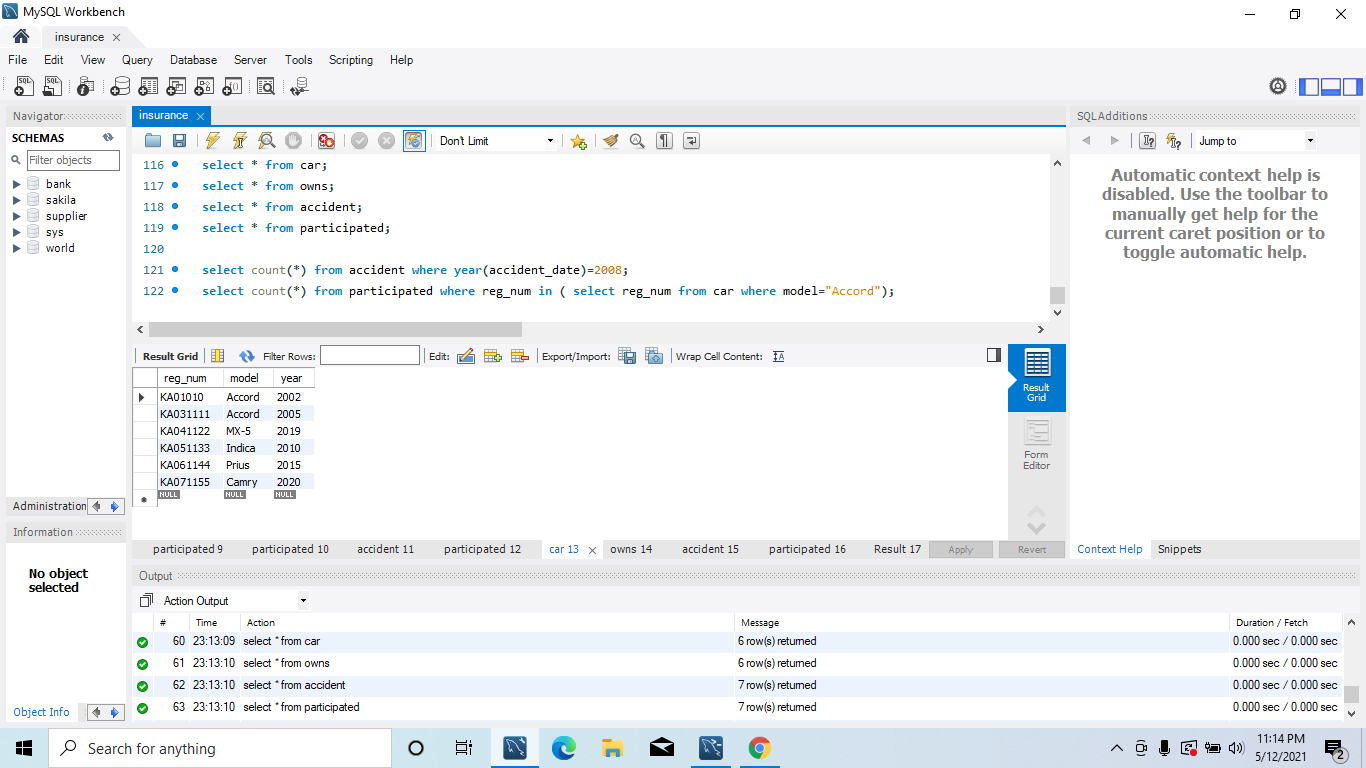 MySQL Workbench
insurance
File Edit View Query Database Server Tools Scripting Help
Navigator
SCHEMAS
Filter objects
bank
sakila
supplier
sys
world
Administration
Information
No object
selected
Object Info
insurance
Don't Limit
116 select * from car;
117 select * from owns;
118 select * from accident;
119 select * from participated;
120
121 select count(*) from accident where year(accident_date)=2008;
122 select count(*) from participated where reg_num in ( select reg_num from car where model="Accord");
Result Grid Filter Rows: Edit: Export/Import: Wrap Cell Content:
reg_num model year
KA01010 Accord 2002
KA031111 Accord 2005
KA041122 MX-5 2019
KA051133 Indica 2010
KA061144 Prius 2015
KA071155 Camry 2020
NULL NULL NULL
Result
Grid
Form
Editor
participated 9 participated 10 accident 11 participated 12 car 13 owns 14 accident 15 participated 16 Result 17 Apply Revert
SQLAdditions
Jump to
Automatic context help is
disabled. Use the toolbar to
manually get help for the
current caret position or to
toggle automatic help.
Context Help Snippets
Output
Action Output
# Time Action Message Duration / Fetch
60 23:13:09 select * from car 6 row(s) returned 0.000 sec / 0.000 sec
61 23:13:10 select * from owns 6 row(s) returned 0.000 sec / 0.000 sec
62 23:13:10 select * from accident 7 row(s) returned 0.000 sec / 0.000 sec
63 23:13:10 select * from participated 7 row(s) returned 0.000 sec / 0.000 sec
Search for anything
11:14 PM
5/12/2021
2